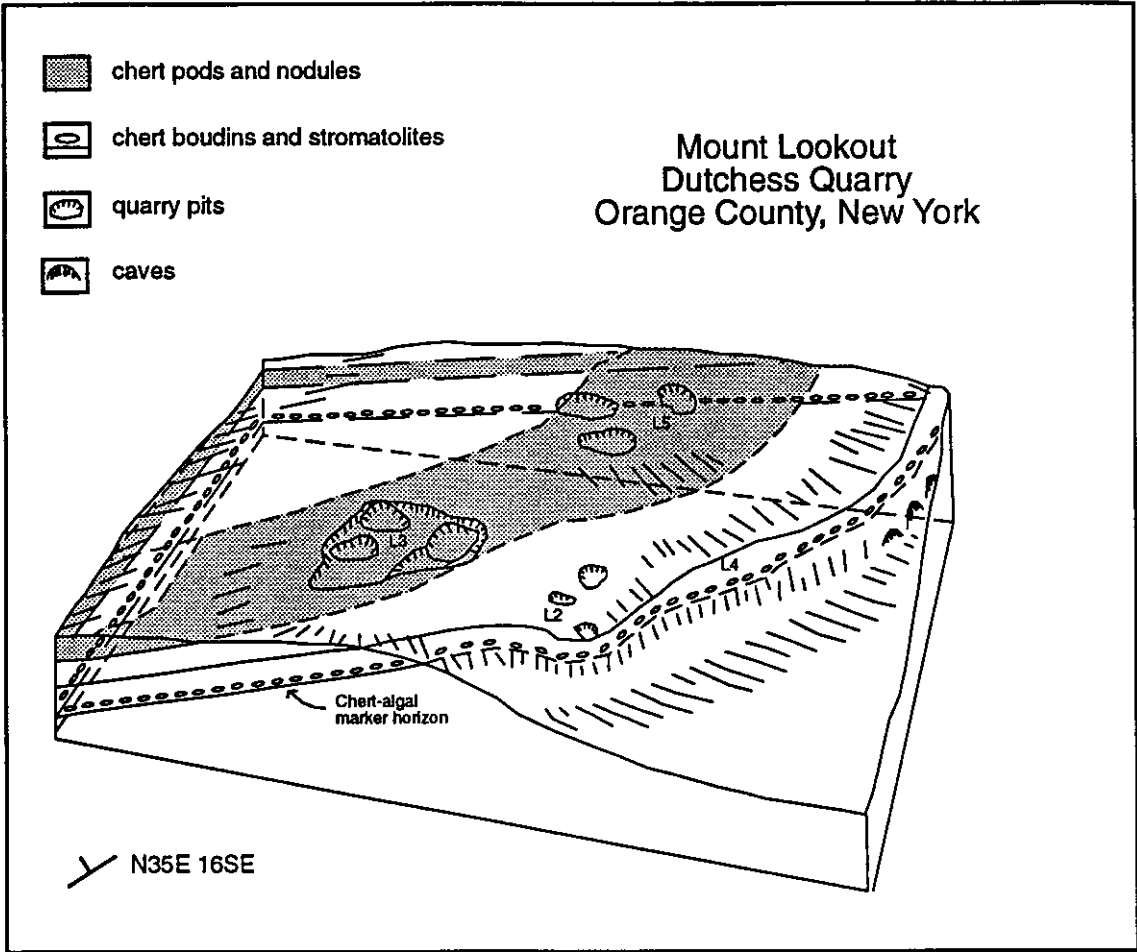 chert pods and nodules
chert boudins and stromatolites
quarry pits
caves
Mount Lookout
Dutchess Quarry
Orange County, New York
L5
L3
L4
L2
Chert-algal
marker horizon
N35E 16SE